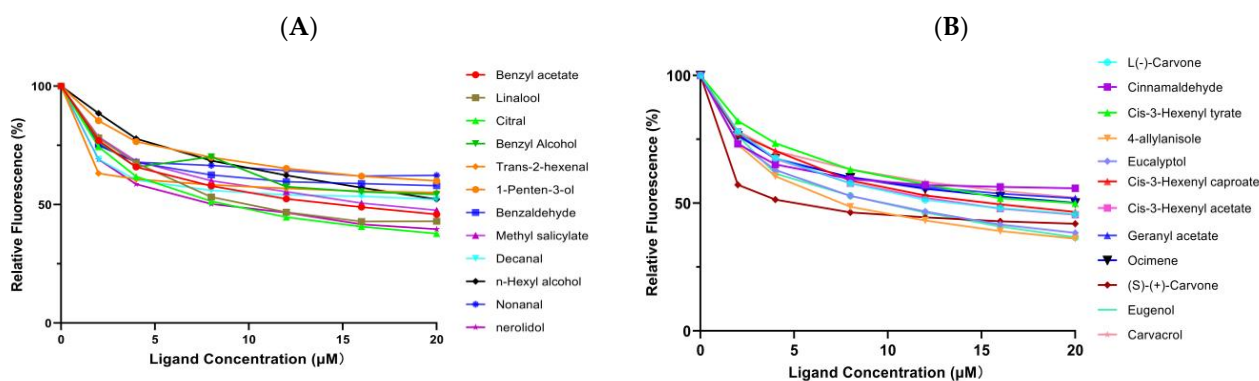 (A)
(B)
Relative Fluorescence (%)
100
50
0
0
5
10
15
20
Ligand Concentration (μM）
Benzyl acetate
Linalool
Citral
Benzyl Alcohol
Trans-2-hexenal
1-Penten-3-ol
Benzaldehyde
Methyl salicylate
Decanal
n-Hexyl alcohol
Nonanal
nerolidol
Relative Fluorescence (%)
100
50
0
0
5
10
15
20
Ligand Concentration (μM）
L(-)-Carvone
Cinnamaldehyde
Cis-3-Hexenyl tyrate
4-allylanisole
Eucalyptol
Cis-3-Hexenyl caproate
Cis-3-Hexenyl acetate
Geranyl acetate
Ocimene
(S)-(+)-Carvone
Eugenol
Carvacrol